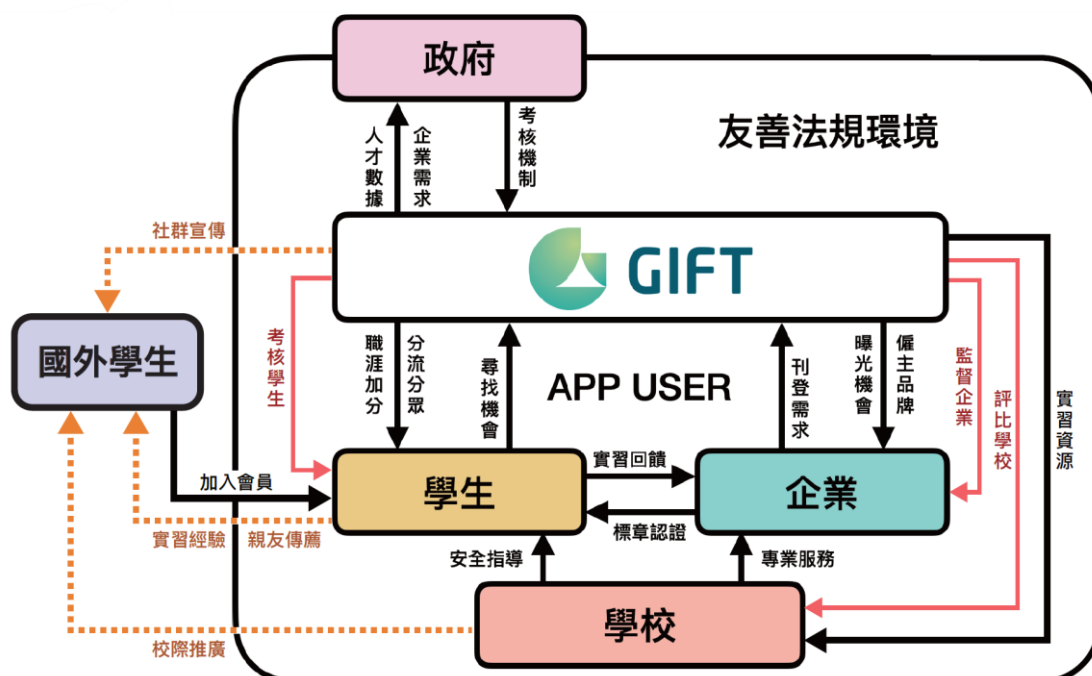 政府
友善法規環境
人才數據
企業需求
考核機制
社群宣傳
GIFT
國外學生
考核學生
職涯加分
分流分眾
尋找機會
APP USER
刊登需求
曝光機會
僱主品牌
監督企業
評比學校
實習資源
加入會員
學生
實習回饋
企業
標章認證
實習經驗 親友傳薦
安全指導
專業服務
學校
校際推廣